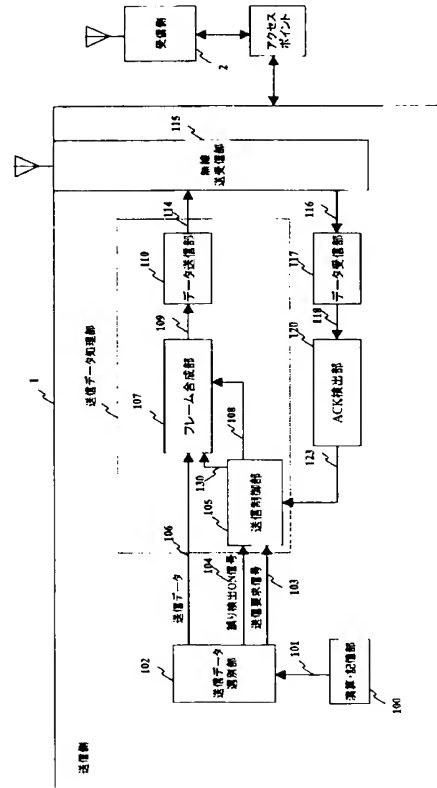 送信側
1
送信データ処理部
100
演算・記憶部
101
102
送信データ
選別部
送信データ
106
誤り検出ON信号
104
送信要求信号
103
105
送信制御部
130
108
107
フレーム合成部
109
110
データ送信部
114
115
無線
送受信部
116
117
データ受信部
118
120
ACK検出部
123
受信側
2
アクセス
ポイント